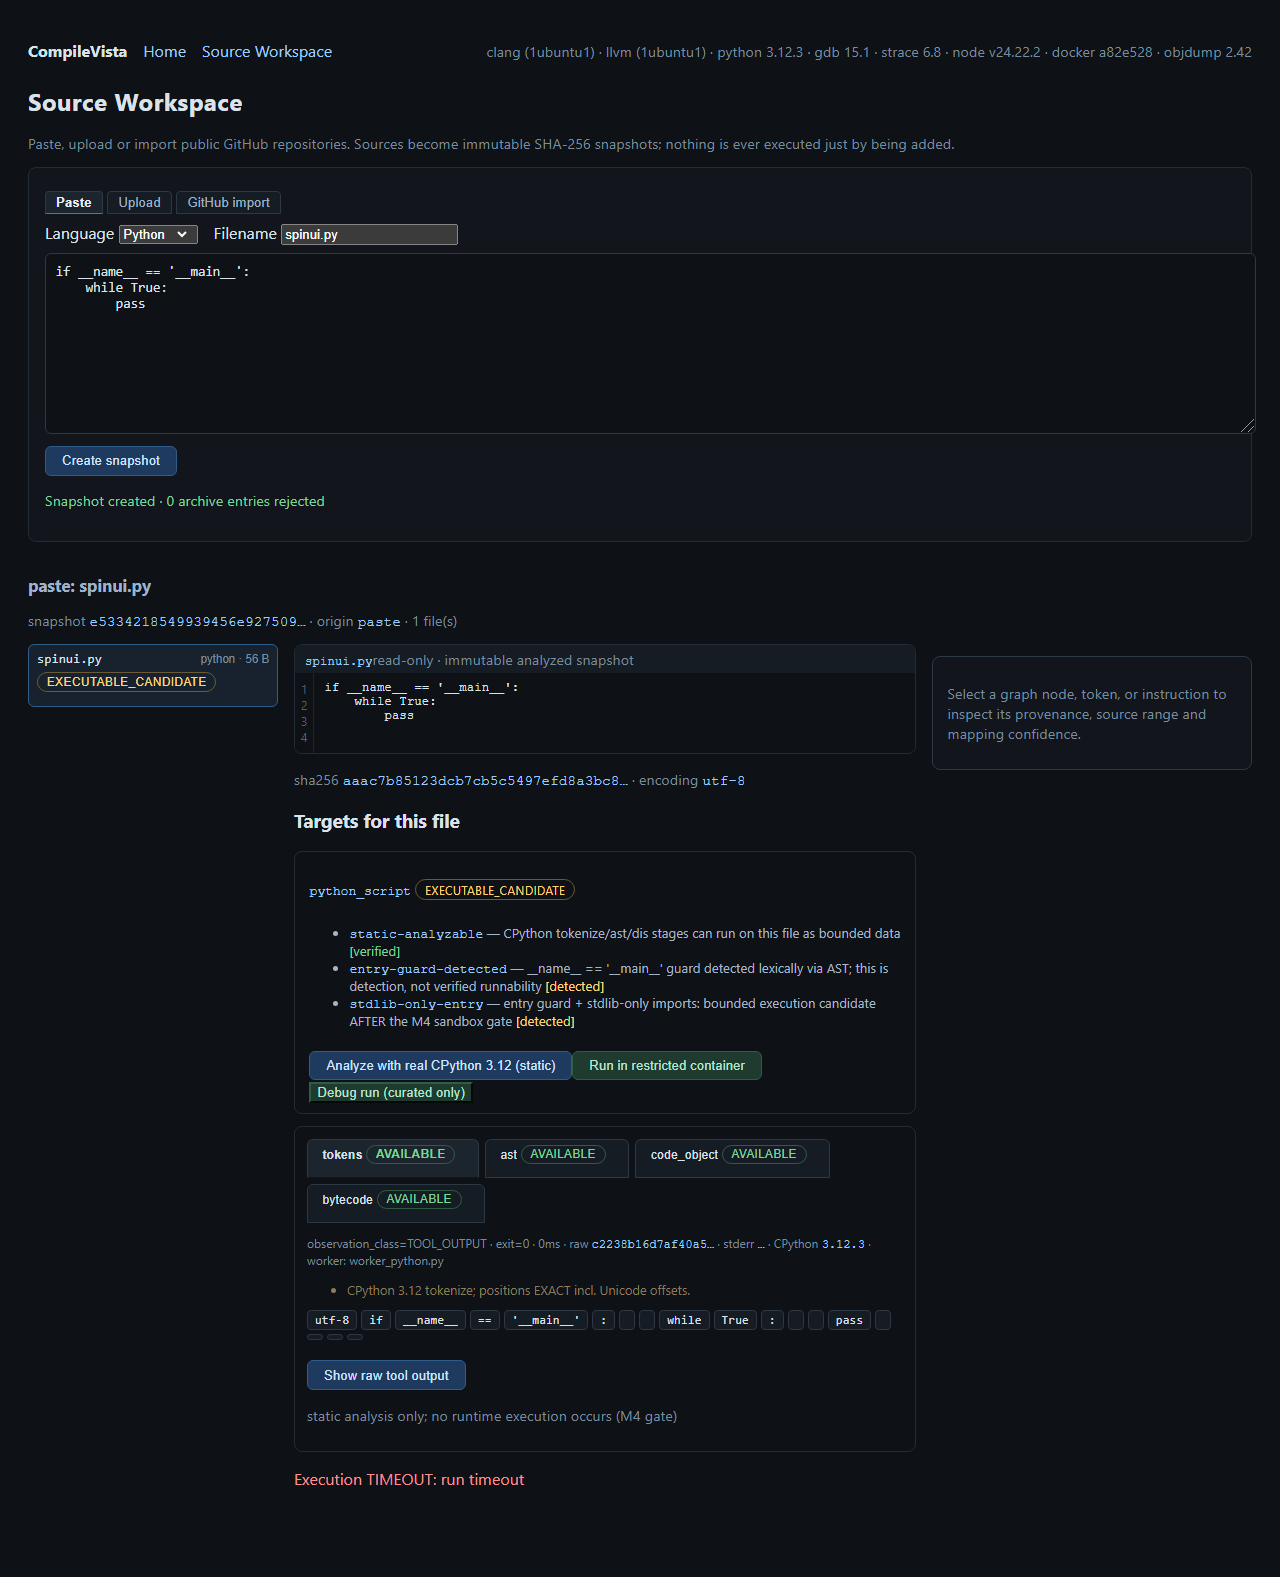 CompileVista Home Source Workspace clang (1ubuntu1) · llvm (1ubuntu1) · python 3.12.3 · gdb 15.1 · strace 6.8 · node v24.22.2 · docker a82e528 · objdump 2.42
Source Workspace
Paste, upload or import public GitHub repositories. Sources become immutable SHA-256 snapshots; nothing is ever executed just by being added.
Paste Upload GitHub import
Language Python Filename spinui.py
if __name__ == '__main__':
    while True:
        pass
Create snapshot
Snapshot created · 0 archive entries rejected
paste: spinui.py
snapshot e5334218549939456e927509… · origin paste · 1 file(s)
spinui.py python · 56 B
EXECUTABLE_CANDIDATE
spinui.py read-only · immutable analyzed snapshot
1 if __name__ == '__main__':
2     while True:
3         pass
4
sha256 aaac7b85123dcb7cb5c5497efd8a3bc8… · encoding utf-8
Select a graph node, token, or instruction to
inspect its provenance, source range and
mapping confidence.
Targets for this file
python_script EXECUTABLE_CANDIDATE
• static-analyzable — CPython tokenize/ast/dis stages can run on this file as bounded data
[verified]
• entry-guard-detected — __name__ == '__main__' guard detected lexically via AST; this is
detection, not verified runnability [detected]
• stdlib-only-entry — entry guard + stdlib-only imports: bounded execution candidate
AFTER the M4 sandbox gate [detected]
Analyze with real CPython 3.12 (static) Run in restricted container
Debug run (curated only)
tokens AVAILABLE ast AVAILABLE code_object AVAILABLE
bytecode AVAILABLE
observation_class=TOOL_OUTPUT · exit=0 · 0ms · raw c2238b16d7af40a5… · stderr … · CPython 3.12.3 ·
worker: worker_python.py
• CPython 3.12 tokenize; positions EXACT incl. Unicode offsets.
utf-8 if __name__ == '__main__' : while True : pass
Show raw tool output
static analysis only; no runtime execution occurs (M4 gate)
Execution TIMEOUT: run timeout